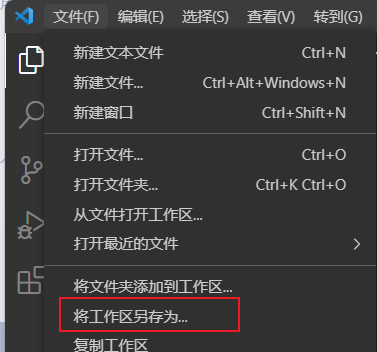 文件(F) 编辑(E) 选择(S) 查看(V) 转到(G)
新建文本文件 Ctrl+N
新建文件... Ctrl+Alt+Windows+N
新建窗口 Ctrl+Shift+N
打开文件... Ctrl+O
打开文件夹... Ctrl+K Ctrl+O
从文件打开工作区...
打开最近的文件
将文件夹添加到工作区...
将工作区另存为...
复制工作区